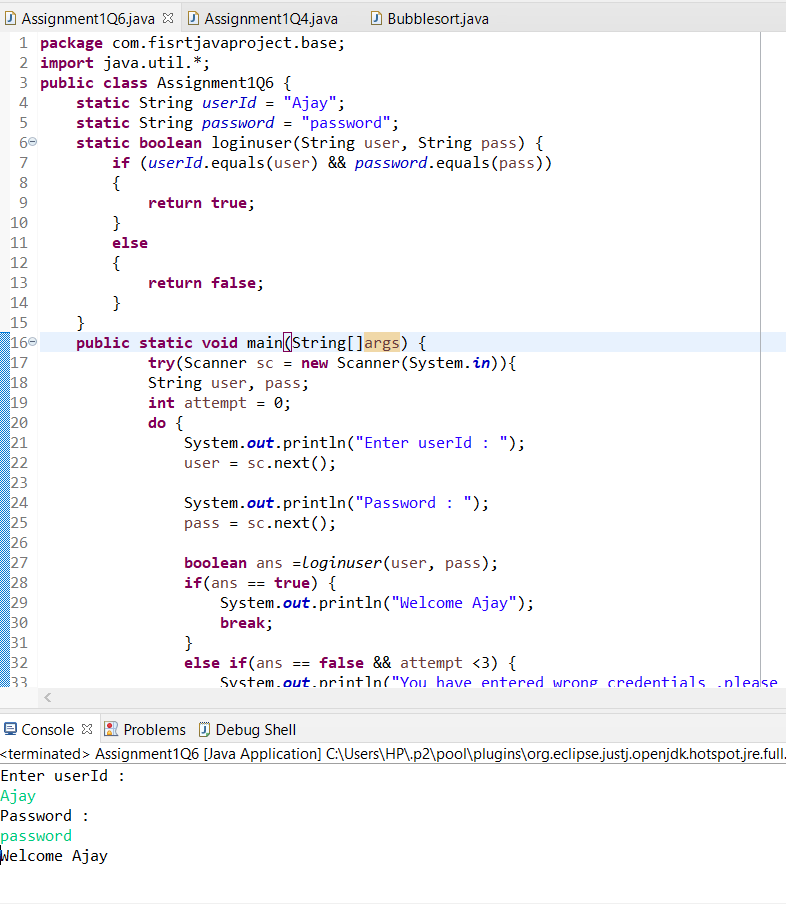 Assignment1Q6.java Assignment1Q4.java Bubblesort.java
1 package com.fisrtjavaproject.base;
2 import java.util.*;
3 public class Assignment1Q6 {
4 static String userId = "Ajay";
5 static String password = "password";
6 static boolean loginuser(String user, String pass) {
7 if (userId.equals(user) && password.equals(pass))
8 {
9 return true;
10 }
11 else
12 {
13 return false;
14 }
15 }
16 public static void main(String[]args) {
17 try(Scanner sc = new Scanner(System.in)){
18 String user, pass;
19 int attempt = 0;
20 do {
21 System.out.println("Enter userId : ");
22 user = sc.next();
23
24 System.out.println("Password : ");
25 pass = sc.next();
26
27 boolean ans =loginuser(user, pass);
28 if(ans == true) {
29 System.out.println("Welcome Ajay");
30 break;
31 }
32 else if(ans == false && attempt <3) {
33 System.out.println("You have entered wrong credentials ,please
Console Problems Debug Shell
<terminated> Assignment1Q6 [Java Application] C:\Users\HP\.p2\pool\plugins\org.eclipse.justj.openjdk.hotspot.jre.full.
Enter userId :
Ajay
Password :
password
Welcome Ajay